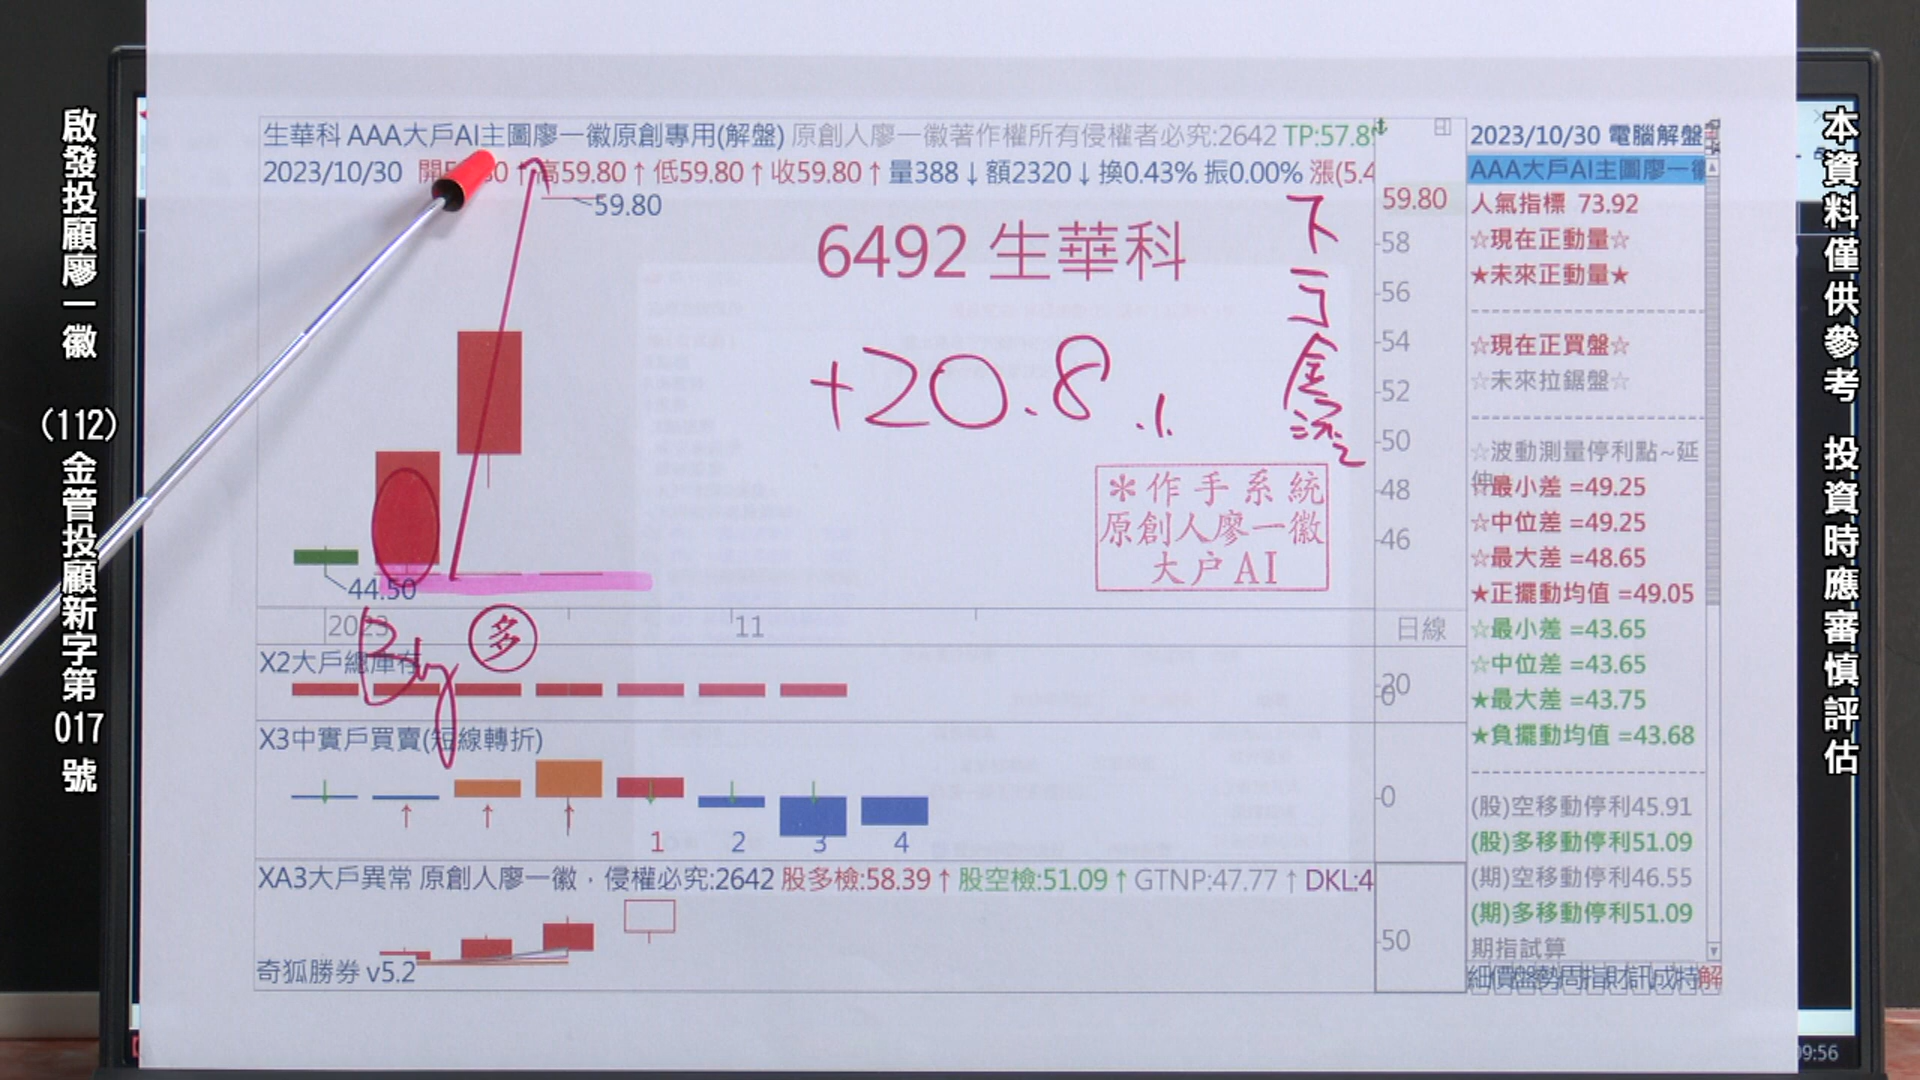 啟發投顧廖一徽 (112)金管投顧新字第017號
本資料僅供參考 投資時應審慎評估
生華科 AAA大戶AI主圖廖一徽原創專用(解盤) 原創人廖一徽著作權所有侵權者必究:2642 TP:57.8
2023/10/30 開 高59.80↑低59.80↑收59.80↑量388↓額2320↓換0.43% 振0.00% 漲(5.4
59.80
6492 生華科
+20.8%
下弓金流
*作手系統
原創人廖一徽
大户AI
44.50
Buy
多
2023
11
日線
59.80
58
56
54
52
50
48
46
X2大戶總庫存
20
0
X3中實戶買賣(短線轉折)
0
1 2 3 4
XA3大戶異常 原創人廖一徽,侵權必究:2642 股多檢:58.39↑股空檢:51.09↑GTNP:47.77↑DKL:4
50
奇狐勝券 v5.2
2023/10/30 電腦解盤
AAA大戶AI主圖廖一徽
人氣指標 73.92
☆現在正動量☆
★未來正動量★
☆現在正買盤☆
☆未來拉鋸盤☆
☆波動測量停利點~延
伸
☆最小差 =49.25
☆中位差 =49.25
☆最大差 =48.65
★正擺動均值 =49.05
☆最小差 =43.65
☆中位差 =43.65
★最大差 =43.75
★負擺動均值 =43.68
(股)空移動停利45.91
(股)多移動停利51.09
(期)空移動停利46.55
(期)多移動停利51.09
期指試算
細價盤勢周指財訊成特解
09:56